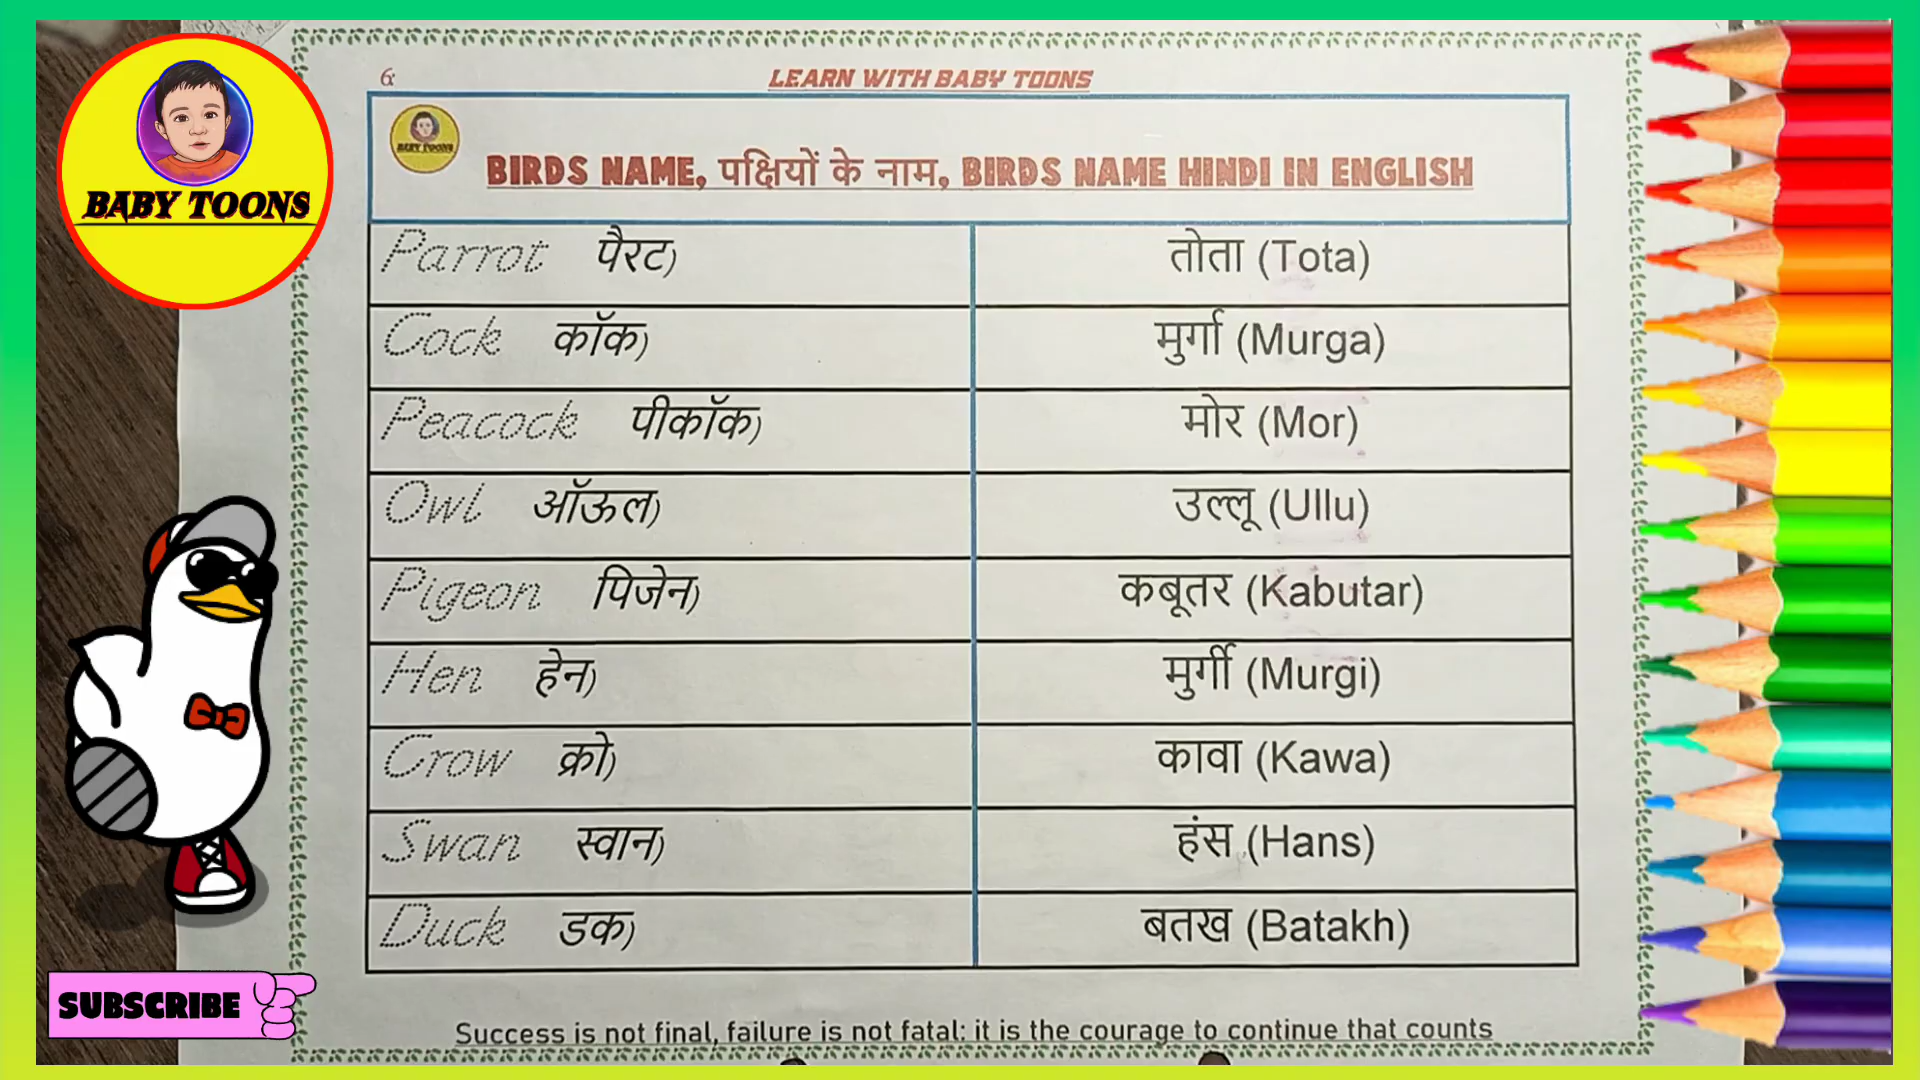 BABY TOONS
6
LEARN WITH BABY TOONS
BABY TOONS
BIRDS NAME, पक्षियों के नाम, BIRDS NAME HINDI IN ENGLISH
Parrot पैरट) तोता (Tota)
Cock कॉक) मुर्गा (Murga)
Peacock पीकॉक) मोर (Mor)
Owl ऑऊल) उल्लू (Ullu)
Pigeon पिजेन) कबूतर (Kabutar)
Hen हेन) मुर्गी (Murgi)
Crow क्रो) कावा (Kawa)
Swan स्वान) हंस (Hans)
Duck डक) बतख (Batakh)
SUBSCRIBE
Success is not final, failure is not fatal: it is the courage to continue that counts